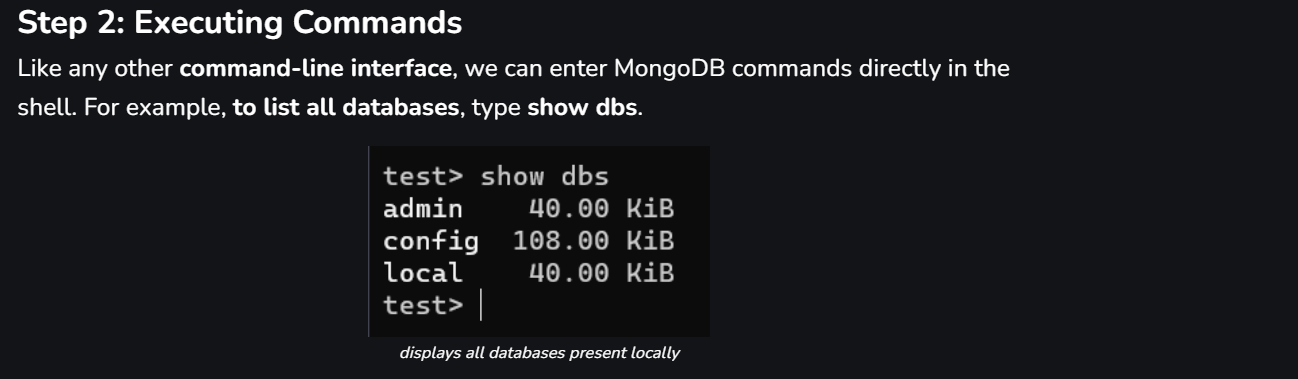 Step 2: Executing Commands
Like any other command-line interface, we can enter MongoDB commands directly in the
shell. For example, to list all databases, type show dbs.
test> show dbs
admin 40.00 KiB
config 108.00 KiB
local 40.00 KiB
test>
displays all databases present locally